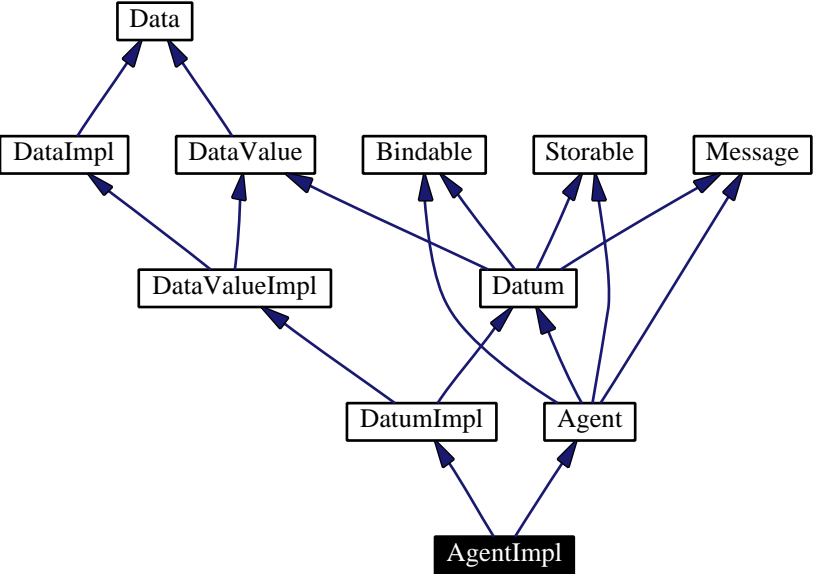 Data
DataImpl
DataValue
Bindable
Storable
Message
DataValueImpl
Datum
DatumImpl
Agent
AgentImpl